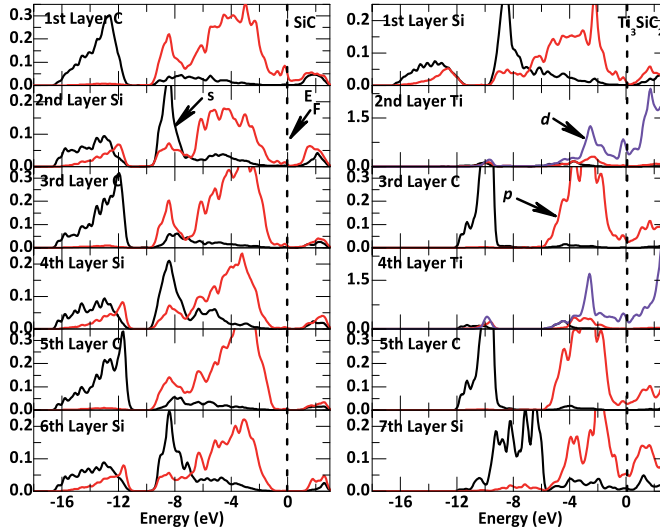 1st Layer C
SiC
0.3
0.2
0.1
0.0
2nd Layer Si
s
E
F
0.2
0.1
0.0
3rd Layer C
0.3
0.2
0.1
0.0
4th Layer Si
0.2
0.1
0.0
5th Layer C
0.3
0.2
0.1
0.0
6th Layer Si
0.2
0.1
0.0
-18 -16 -12 -8 -4 0
Energy (eV)
1st Layer Si
Ti3SiC2
0.3
0.2
0.1
0.0
2nd Layer Ti
d
1.5
0.0
3rd Layer C
p
0.3
0.2
0.1
0.0
4th Layer Ti
1.5
0.0
5th Layer C
0.3
0.2
0.1
0.0
7th Layer Si
0.3
0.2
0.1
0.0
-16 -12 -8 -4 0
Energy (eV)